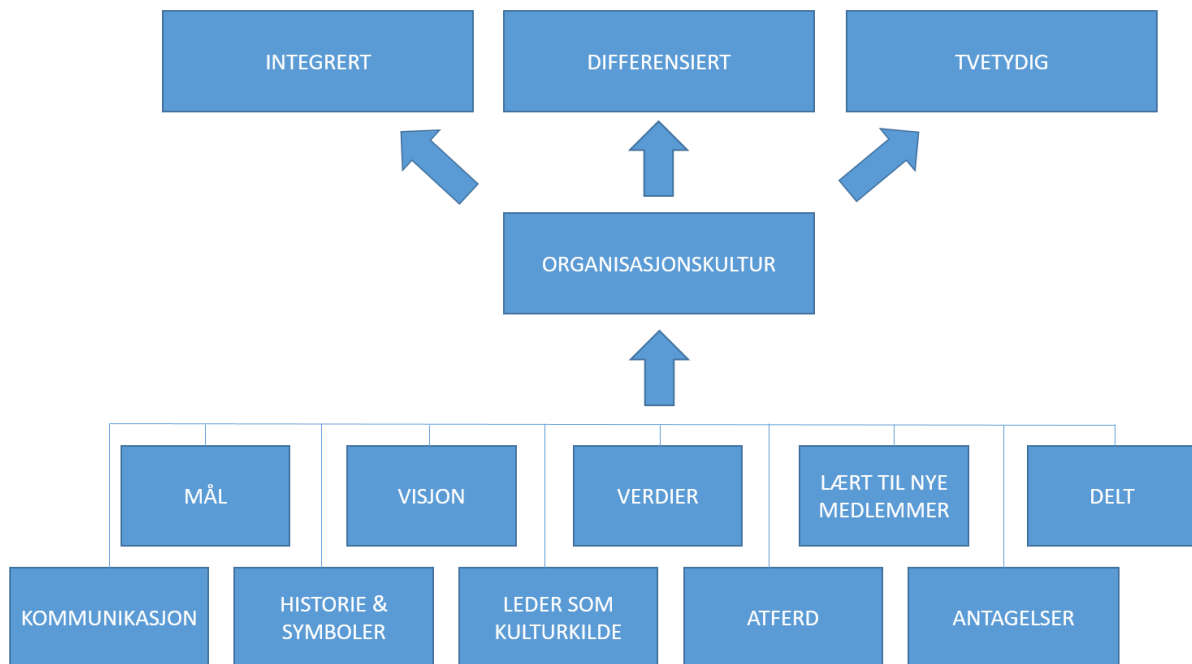 INTEGRERT
DIFFERENSIERT
TVETYDIG
ORGANISASJONSKULTUR
MÅL
VISJON
VERDIER
LÆRT TIL NYE
MEDLEMMER
DELT
KOMMUNIKASJON
HISTORIE &
SYMBOLER
LEDER SOM
KULTURKILDE
ATFERD
ANTAGELSER